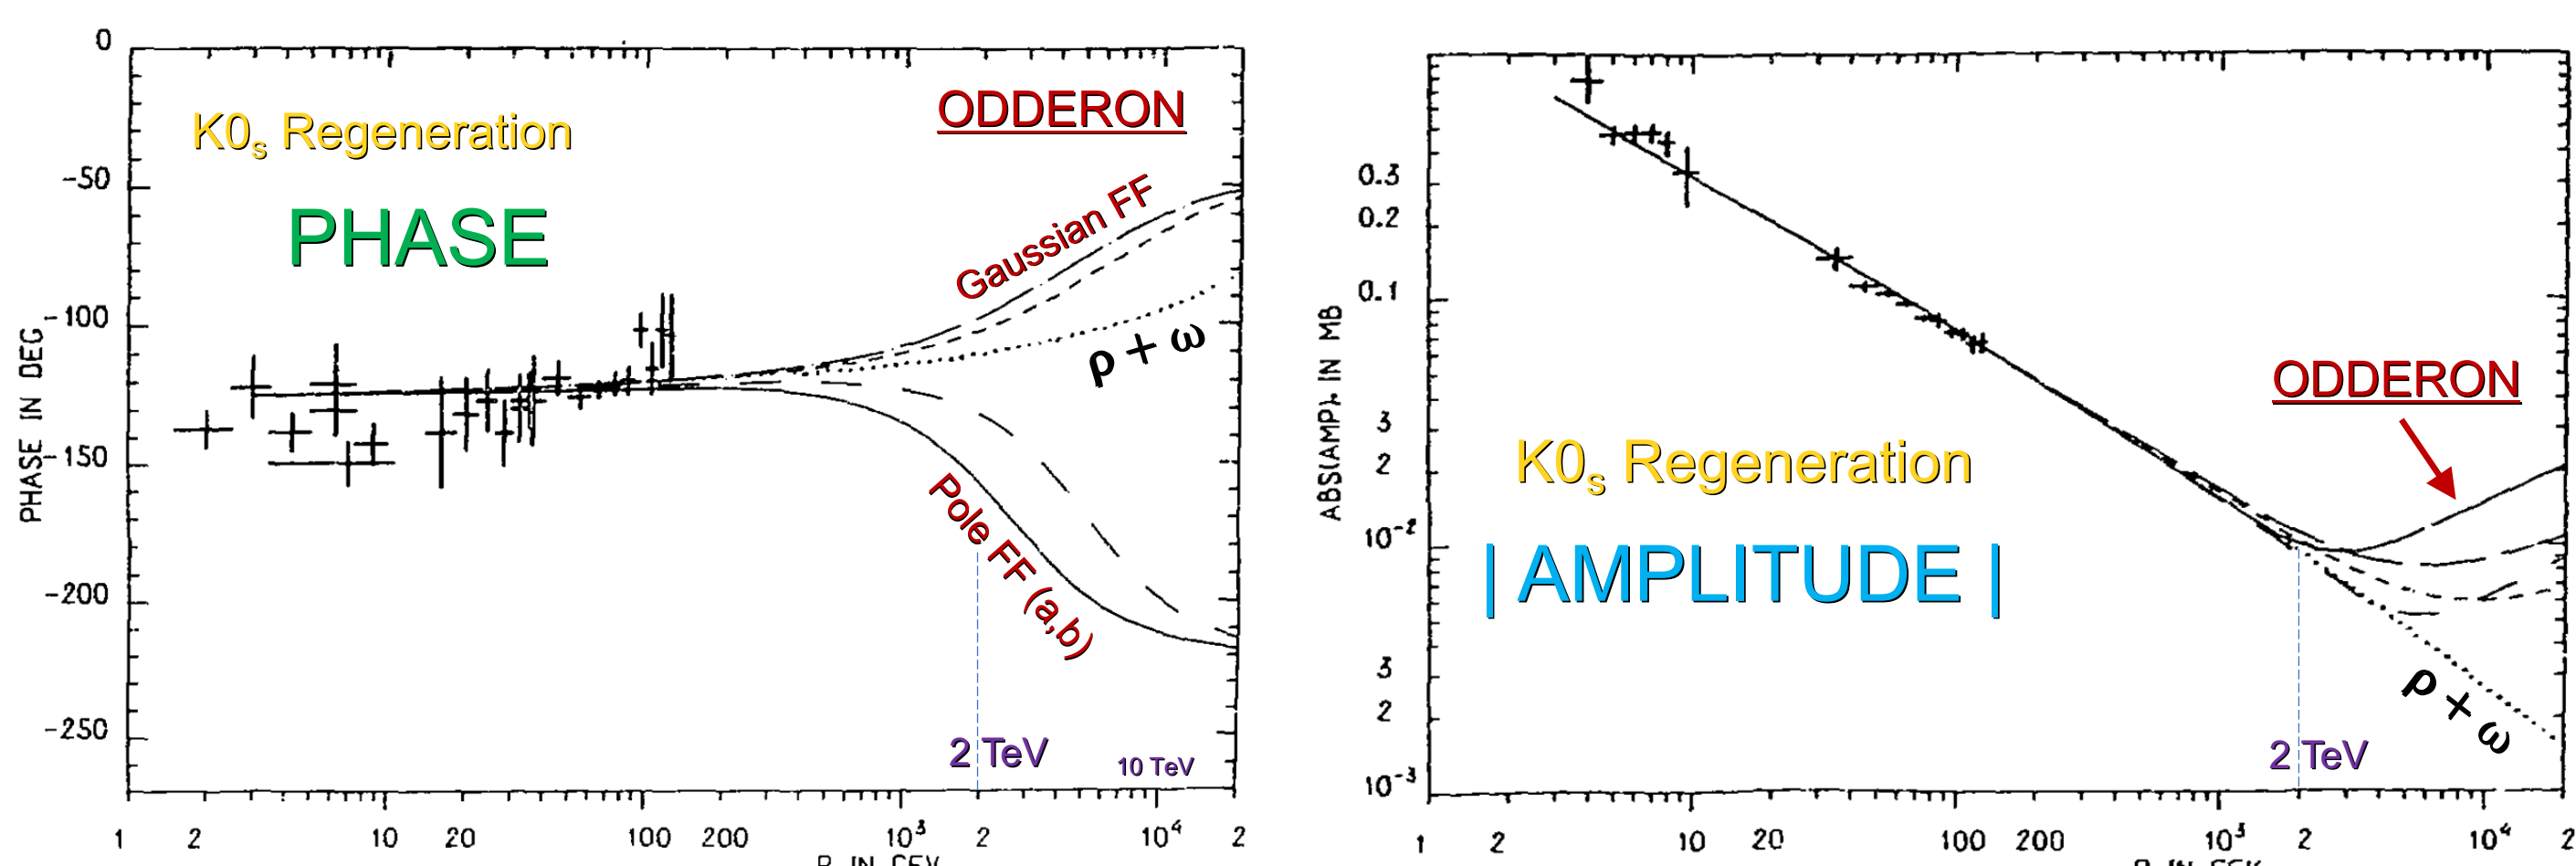 0
-50
-100
-150
-200
-250
PHASE IN DEG
K0s Regeneration
PHASE
ODDERON
Gaussian FF
ρ + ω
Pole FF (a,b)
2 TeV
10 TeV
1 2 10 20 100 200 10³ 2 10⁴ 2
P IN GEV
0.3
0.2
0.1
3
2
10⁻²
3
2
10⁻³
ABS(AMP) IN MB
ODDERON
K0s Regeneration
| AMPLITUDE |
ρ + ω
2 TeV
1 2 10 20 100 200 10³ 2 10⁴ 2